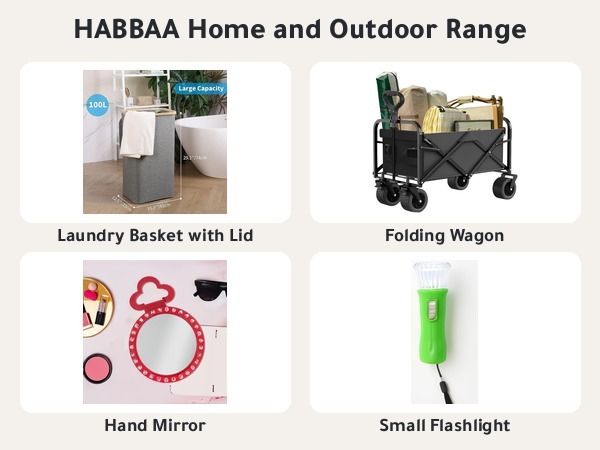 HABBAA Home and Outdoor Range
100L
Large Capacity
Laundry Basket with Lid
Folding Wagon
Hand Mirror
Small Flashlight